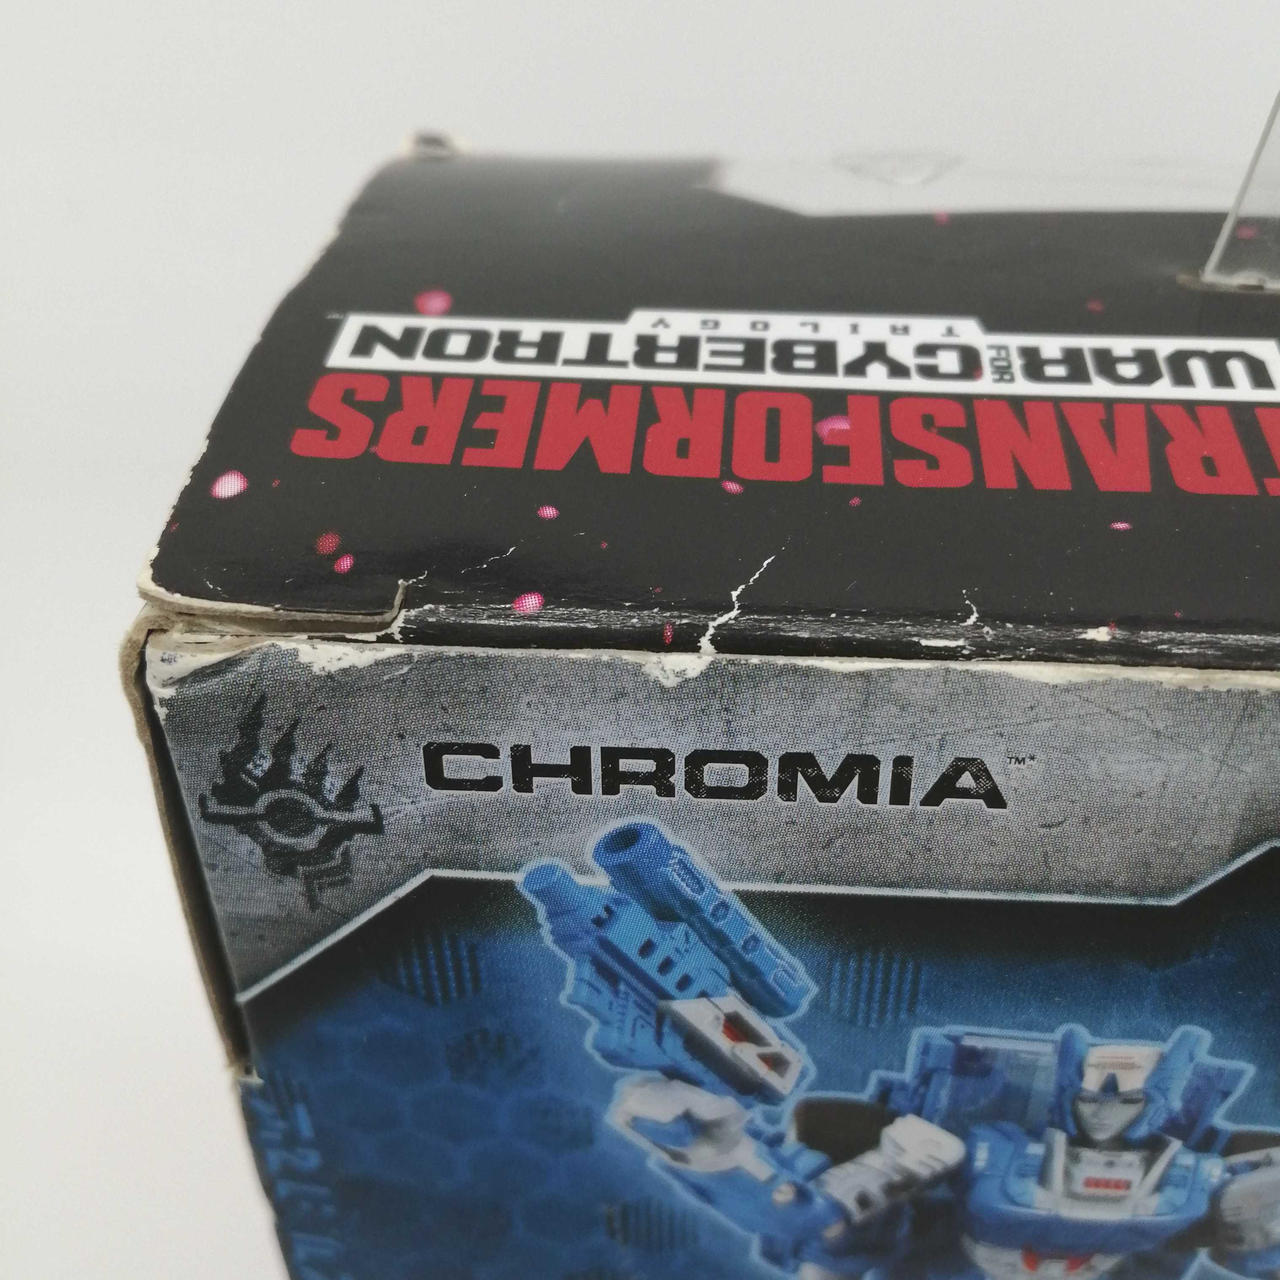 TRANSFORMERS
WAR FOR CYBERTRON
TRILOGY
CHROMIA™*